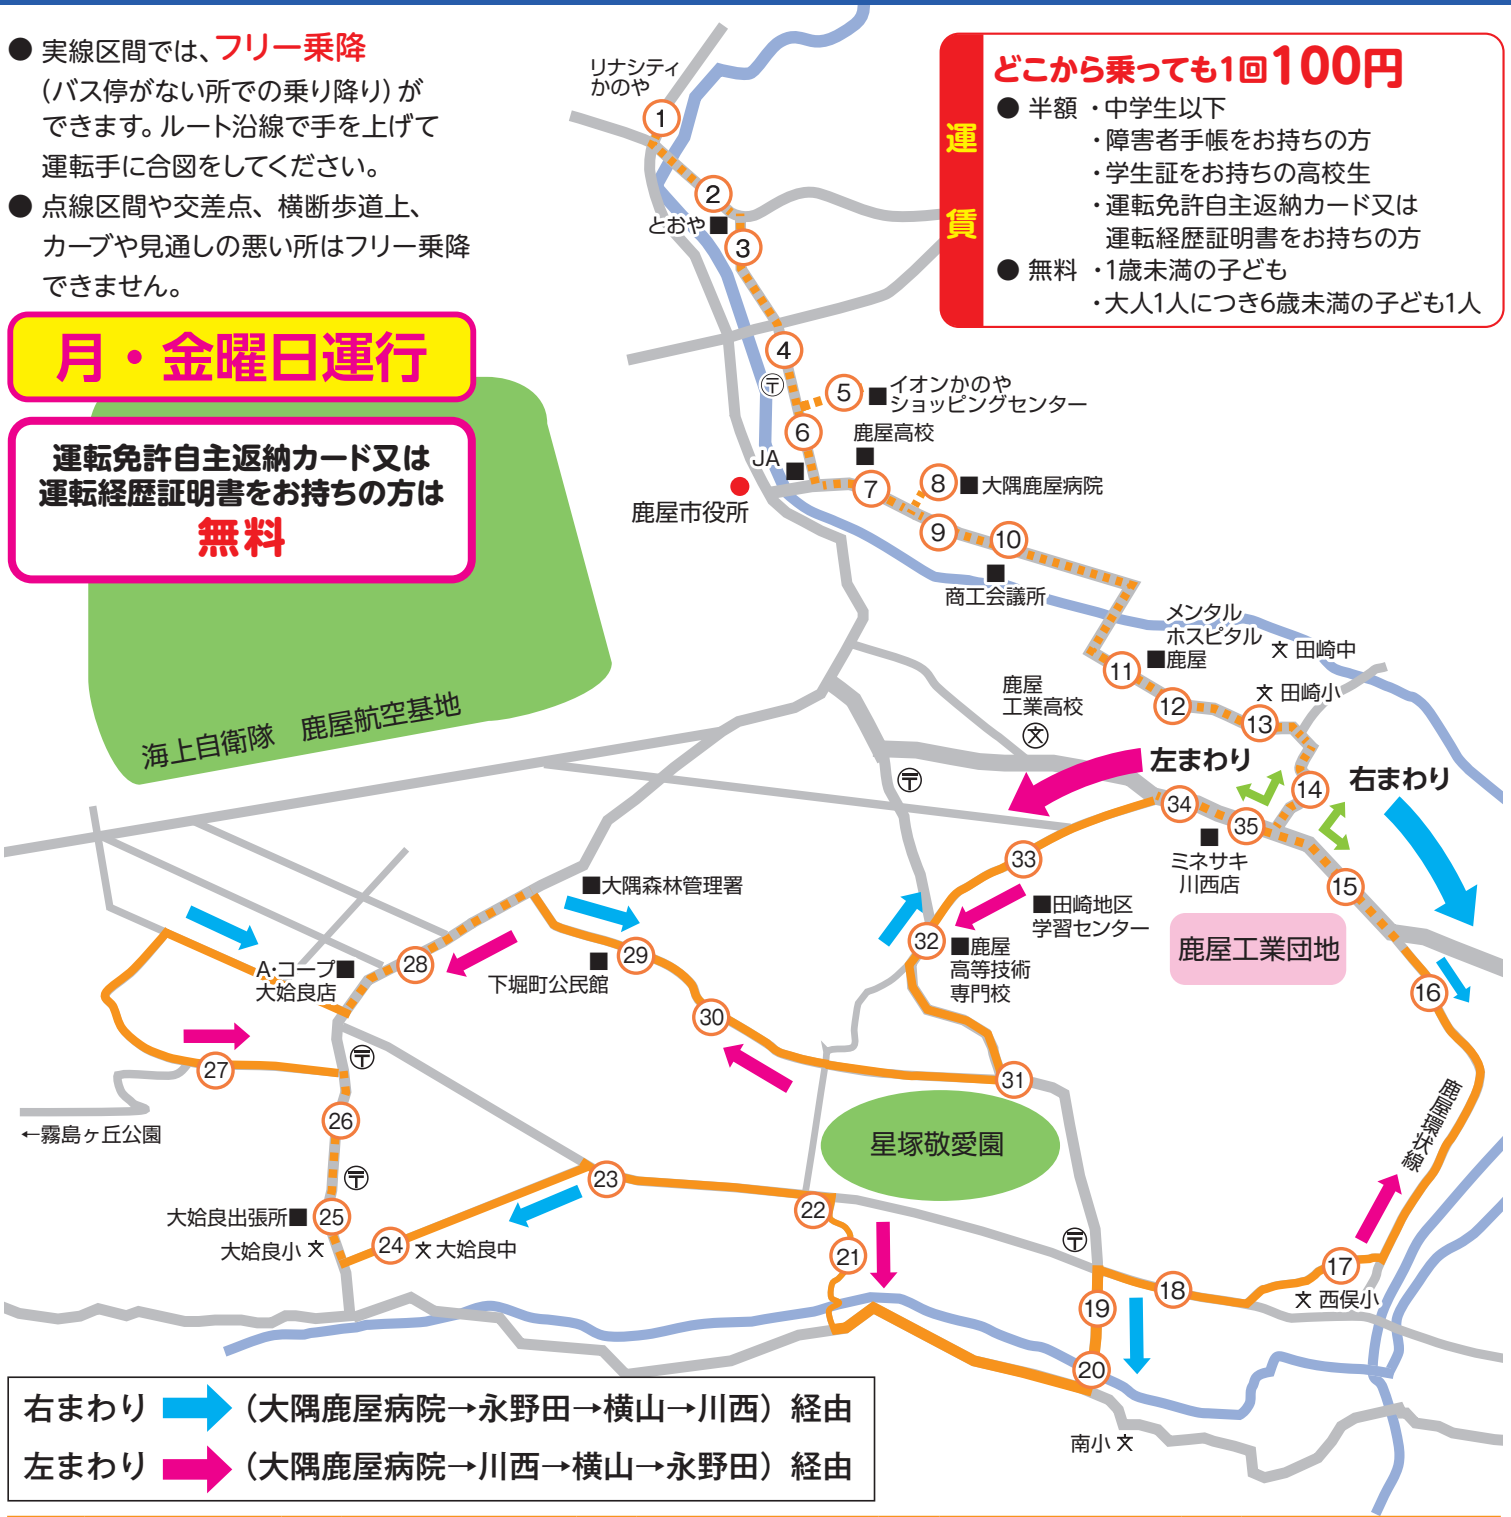 ● 実線区間では、フリー乗降
(バス停がない所での乗り降り)が
できます。ルート沿線で手を上げて
運転手に合図をしてください。
● 点線区間や交差点、横断歩道上、
カーブや見通しの悪い所はフリー乗降
できません。
月・金曜日運行
運転免許自主返納カード又は
運転経歴証明書をお持ちの方は
無料
運賃
どこから乗っても1回100円
● 半額 ・中学生以下
・障害者手帳をお持ちの方
・学生証をお持ちの高校生
・運転免許自主返納カード又は
運転経歴証明書をお持ちの方
● 無料 ・1歳未満の子ども
・大人1人につき6歳未満の子ども1人
リナシティ
かのや
1
2
とおや
3
4
〒
5
イオンかのや
ショッピングセンター
6
鹿屋高校
JA
7
8
大隅鹿屋病院
鹿屋市役所
9
10
商工会議所
メンタル
ホスピタル
鹿屋
文 田崎中
11
12
文 田崎小
13
鹿屋
工業高校
文
海上自衛隊 鹿屋航空基地
左まわり
右まわり
14
〒
34
35
ミネサキ
川西店
15
33
田崎地区
学習センター
32
鹿屋
高等技術
専門校
鹿屋工業団地
16
大隅森林管理署
28
29
下堀町公民館
A・コープ
大姶良店
30
27
〒
31
26
←霧島ヶ丘公園
星塚敬愛園
鹿屋環状線
〒
23
22
大姶良出張所
25
大姶良小 文
24
文 大姶良中
21
〒
17
18
19
文 西俣小
20
南小 文
右まわり (大隅鹿屋病院→永野田→横山→川西)経由
左まわり (大隅鹿屋病院→川西→横山→永野田)経由